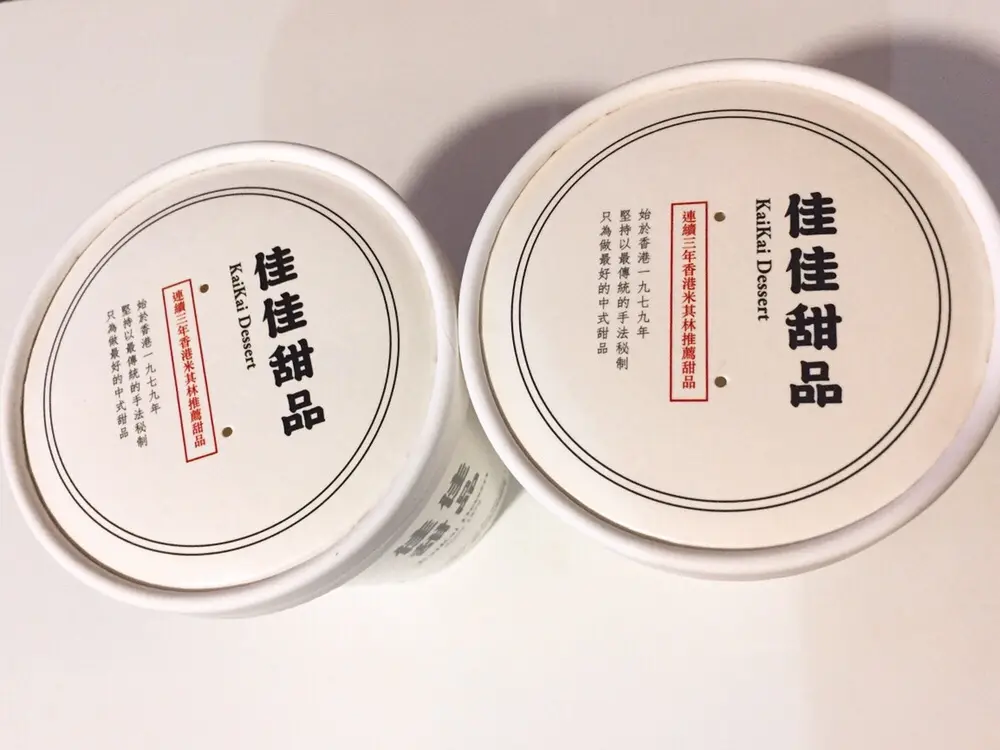 佳佳甜品
KaiKai Dessert
連續三年香港米其林推薦甜品
始於香港一九七九年
堅持以最傳統的手法秘制
只為做最好的中式甜品
佳佳甜品
KaiKai Dessert
連續三年香港米其林推薦甜品
始於香港一九七九年
堅持以最傳統的手法秘制
只為做最好的中式甜品